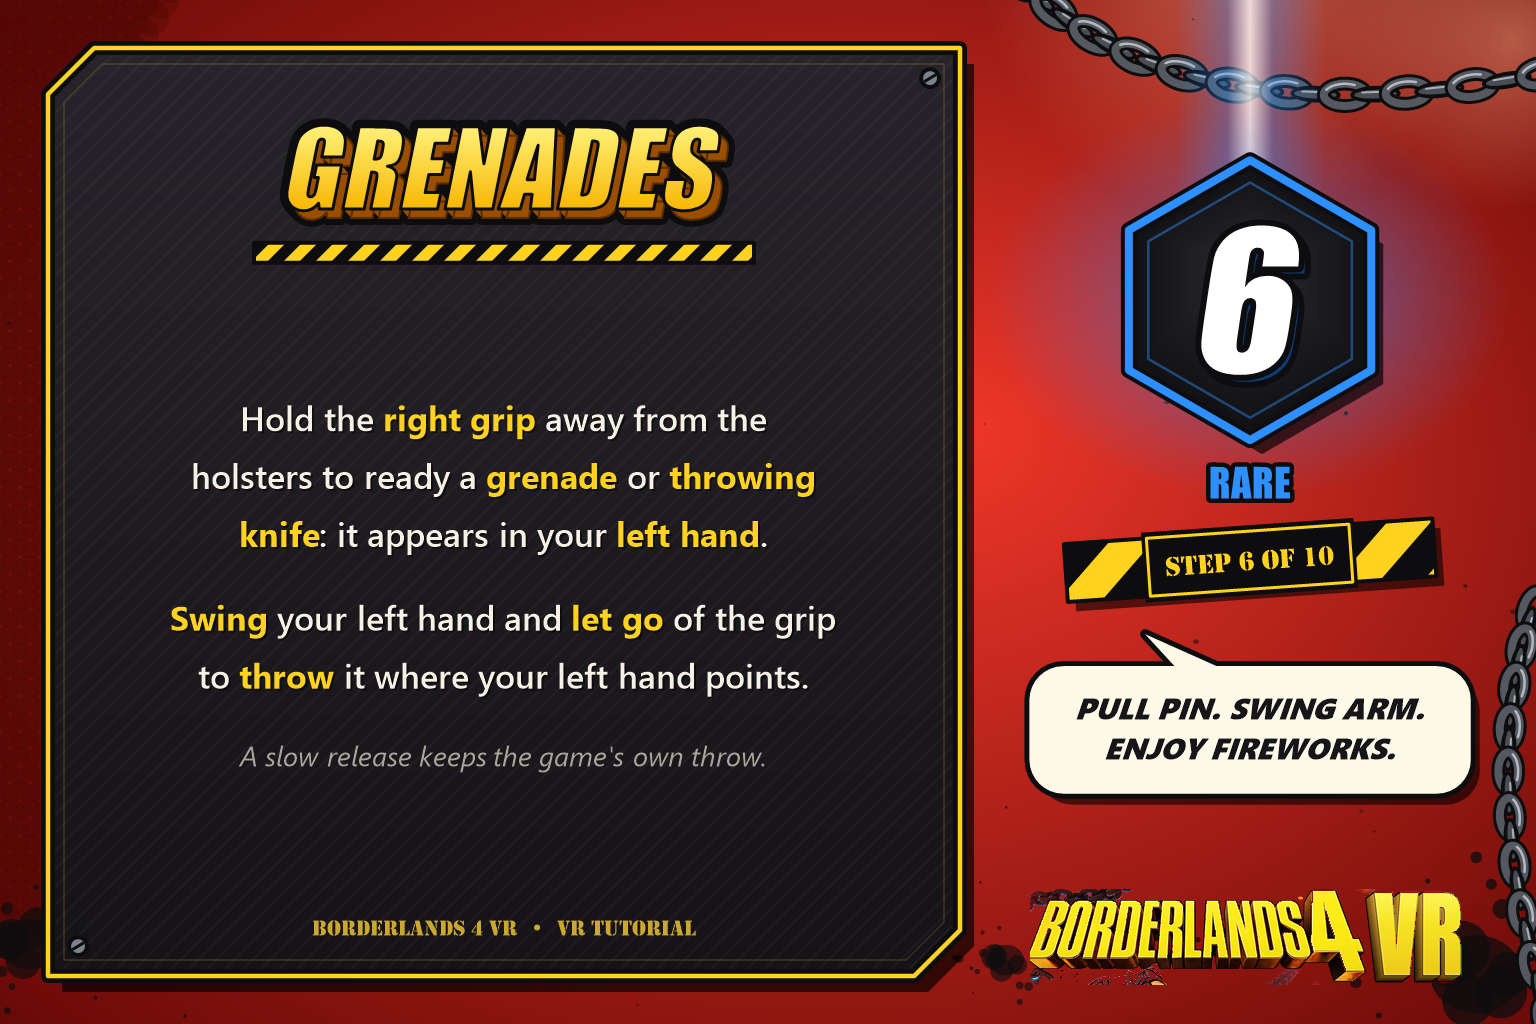 GRENADES
Hold the right grip away from the
holsters to ready a grenade or throwing
knife: it appears in your left hand.
Swing your left hand and let go of the grip
to throw it where your left hand points.
A slow release keeps the game's own throw.
BORDERLANDS 4 VR • VR TUTORIAL
6
RARE
STEP 6 OF 10
PULL PIN. SWING ARM.
ENJOY FIREWORKS.
BORDERLANDS 4 VR